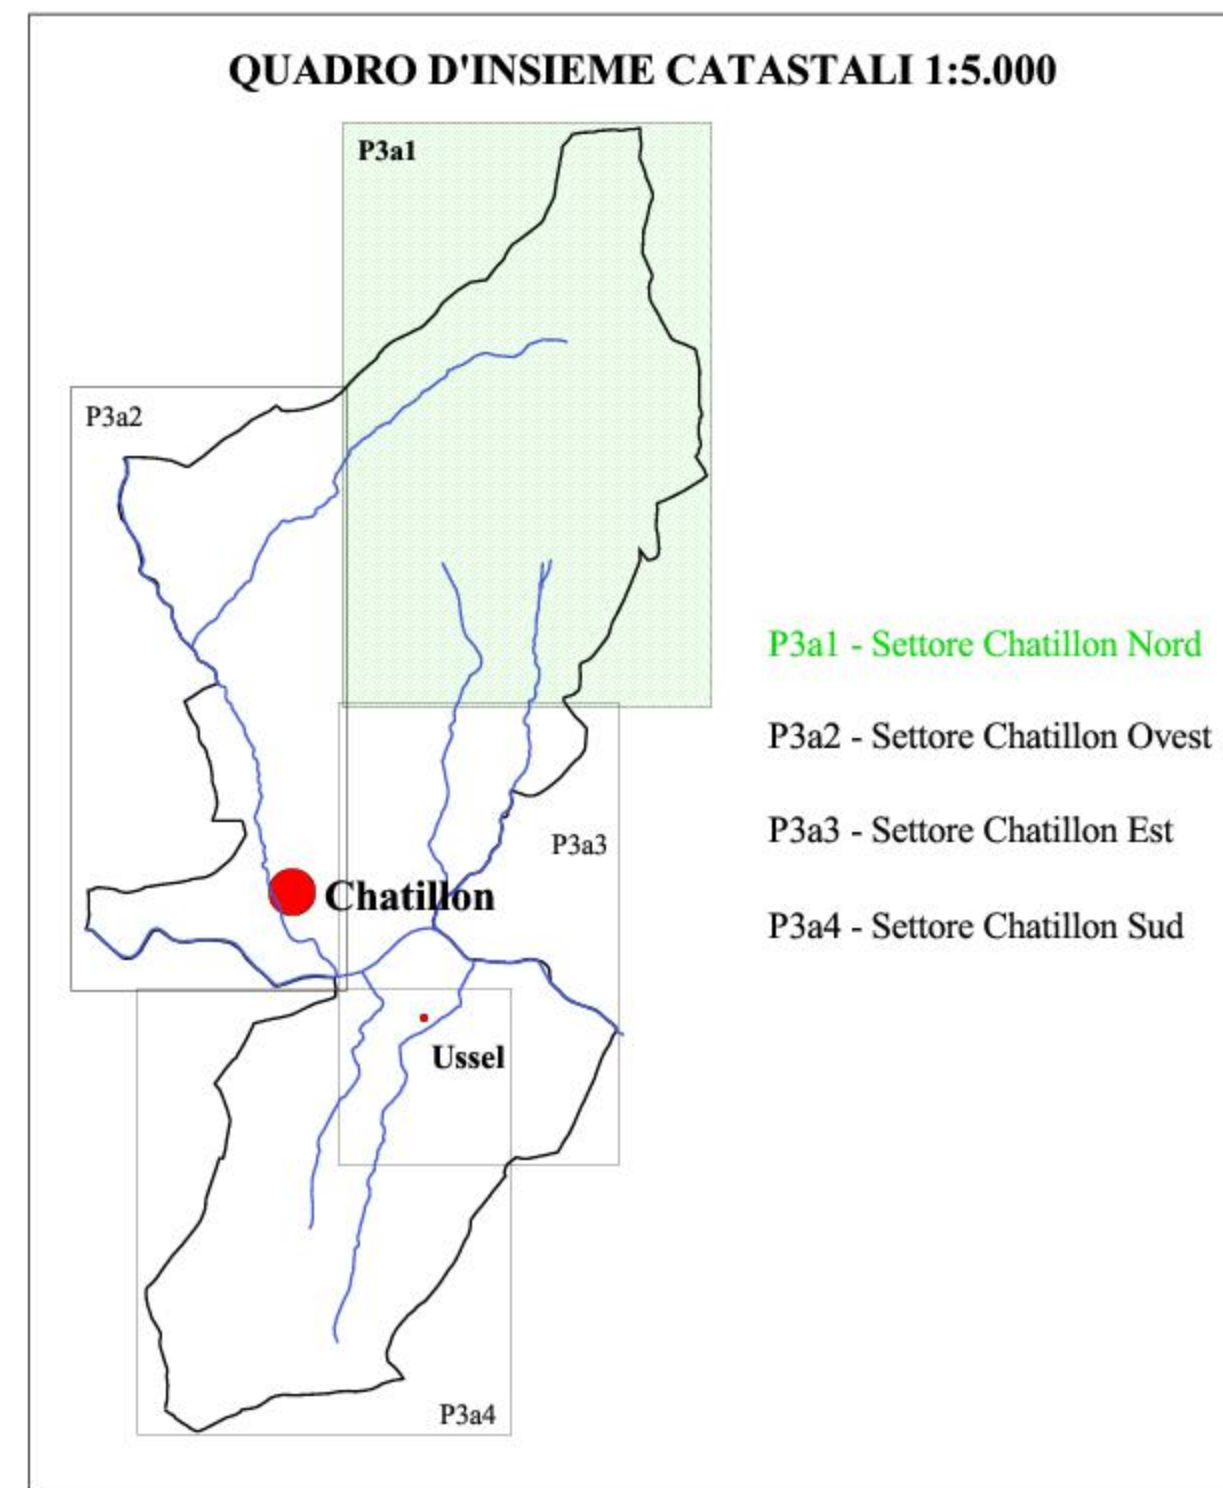 QUADRO D'INSIEME CATASTALI 1:5.000
P3a1
P3a2
P3a1 - Settore Chatillon Nord
P3a2 - Settore Chatillon Ovest
P3a3 - Settore Chatillon Est
P3a3
Chatillon
P3a4 - Settore Chatillon Sud
Ussel
P3a4